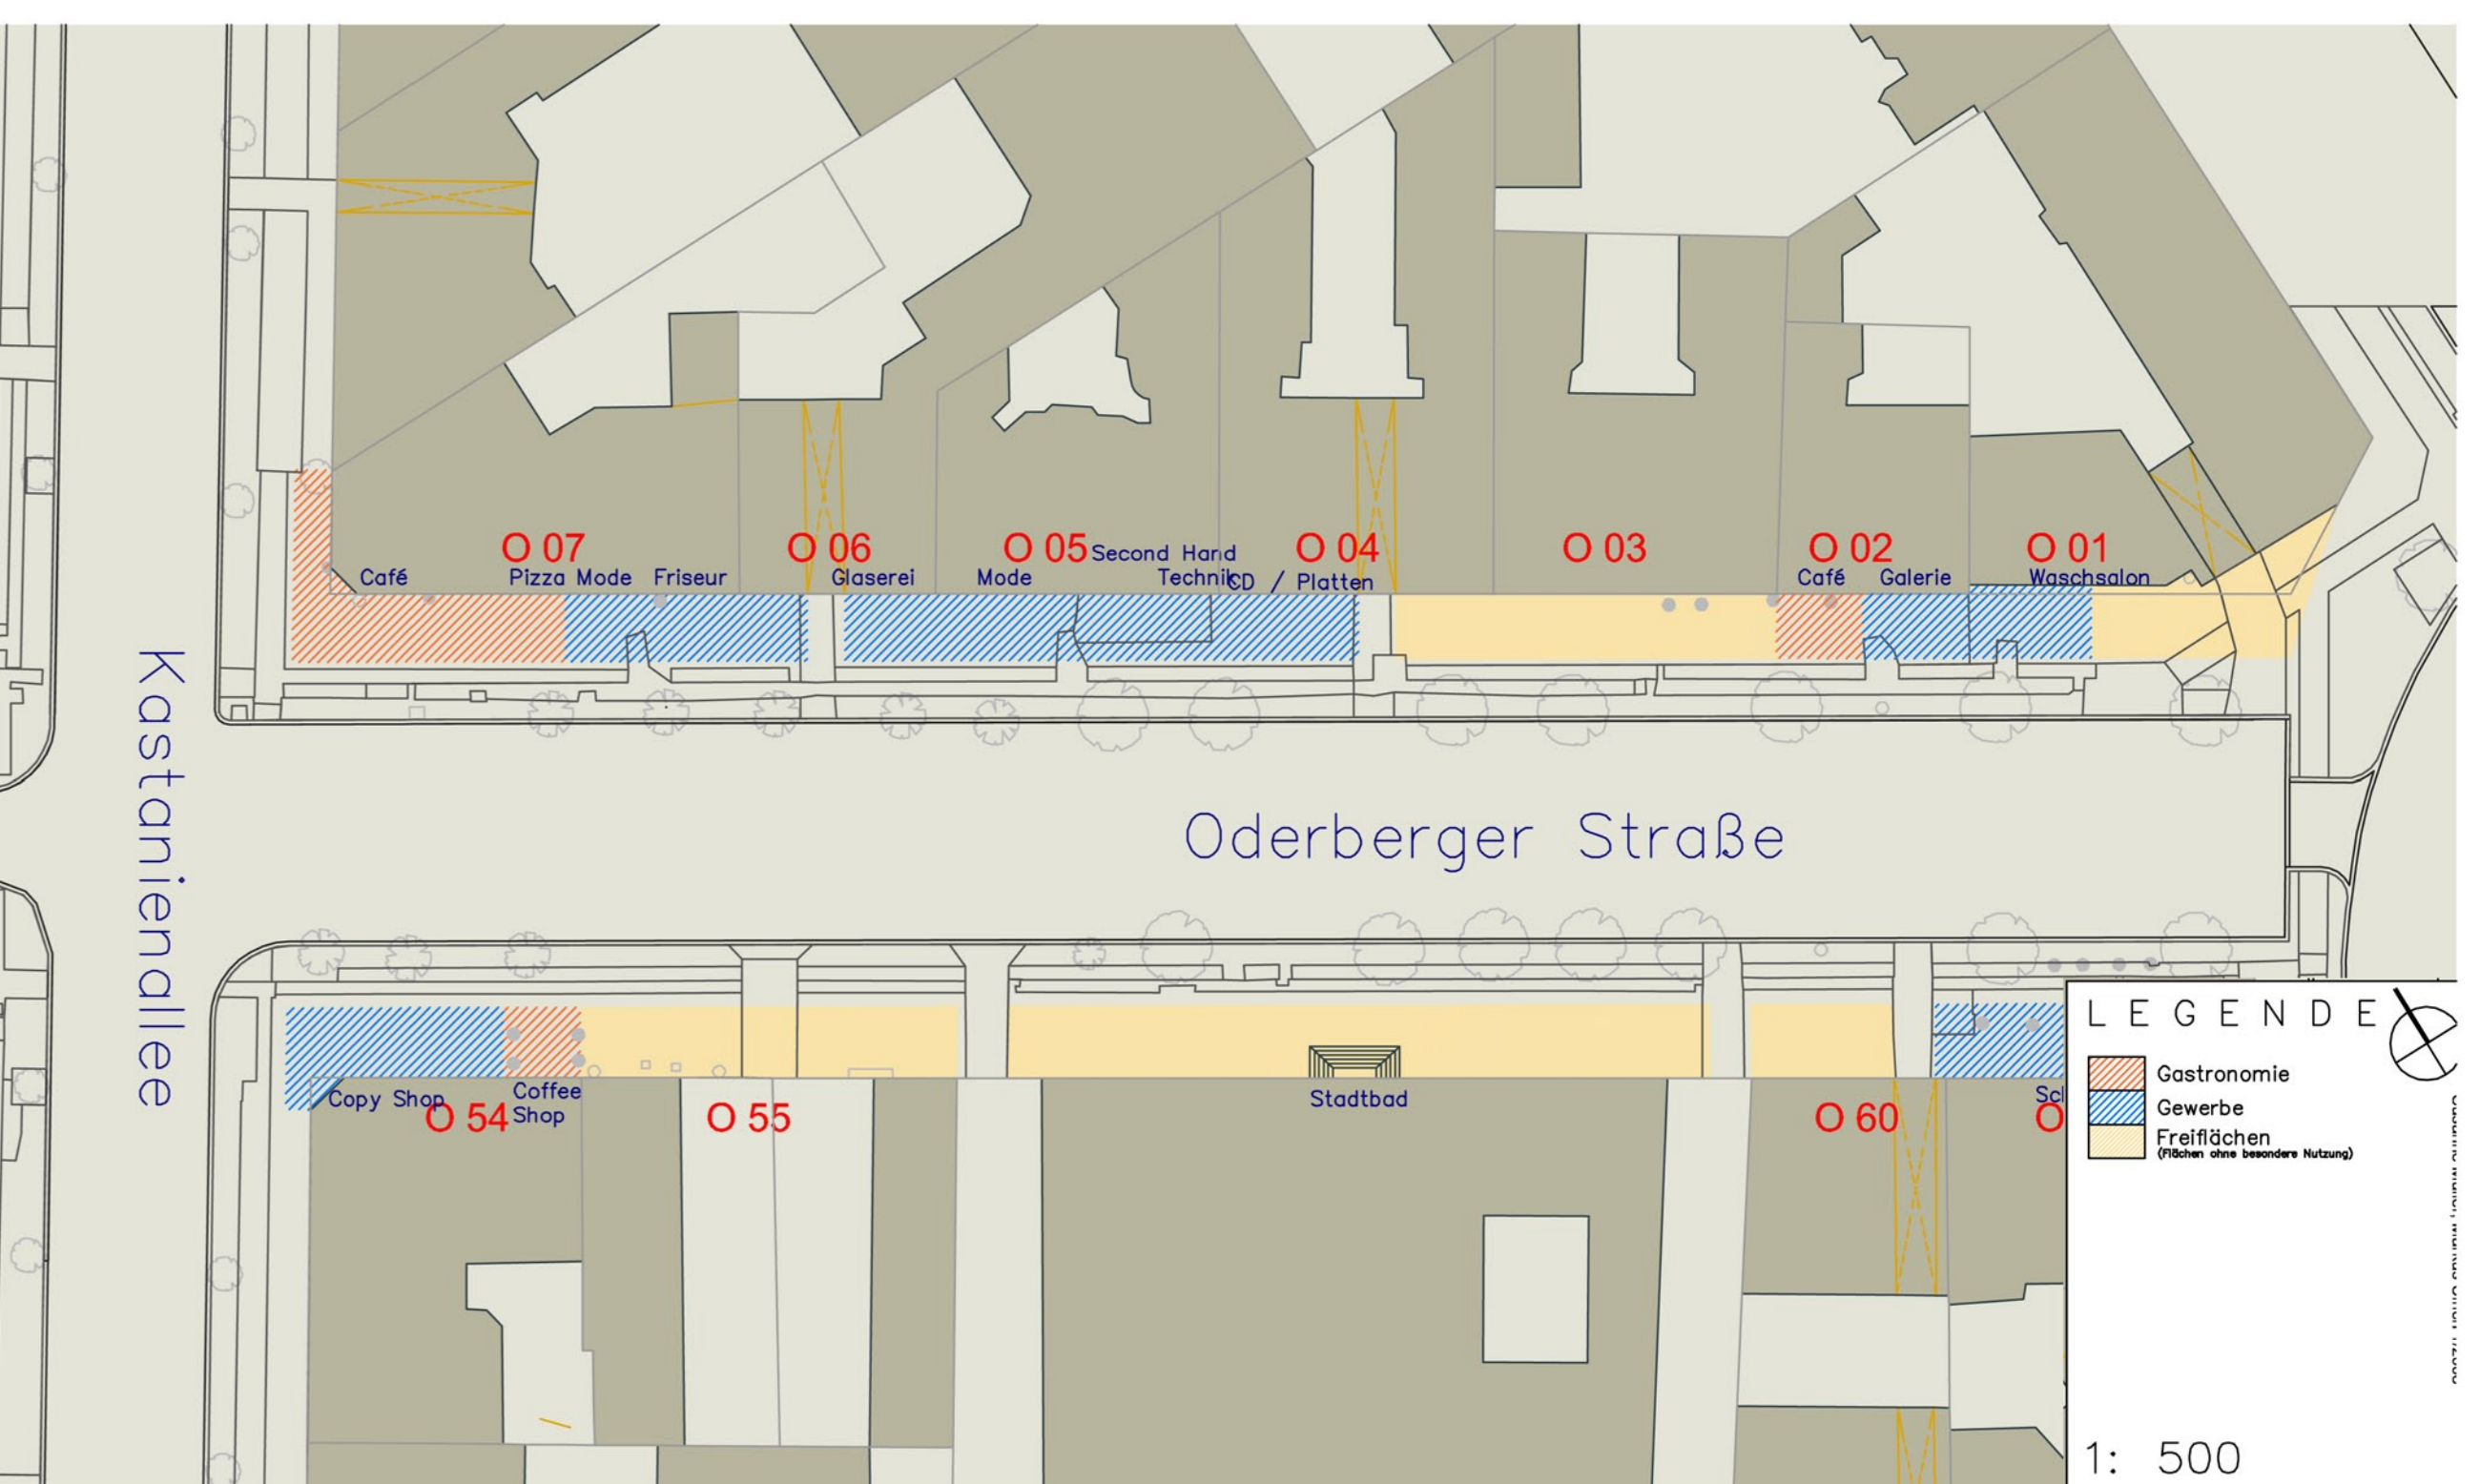 O 07
O 06
O 05
O 04
O 03
O 02
O 01
Second Hand
Café
Pizza Mode Friseur
Glaserei
Mode
Technik
CD / Platten
Café
Galerie
Waschsalon
Kastanienallee
Oderberger Straße
Copy Shop
Coffee
Shop
Stadtbad
O 54
O 55
O 60
O
LEGENDE
Gastronomie
Gewerbe
Freiflächen
(Flächen ohne besondere Nutzung)
1: 500